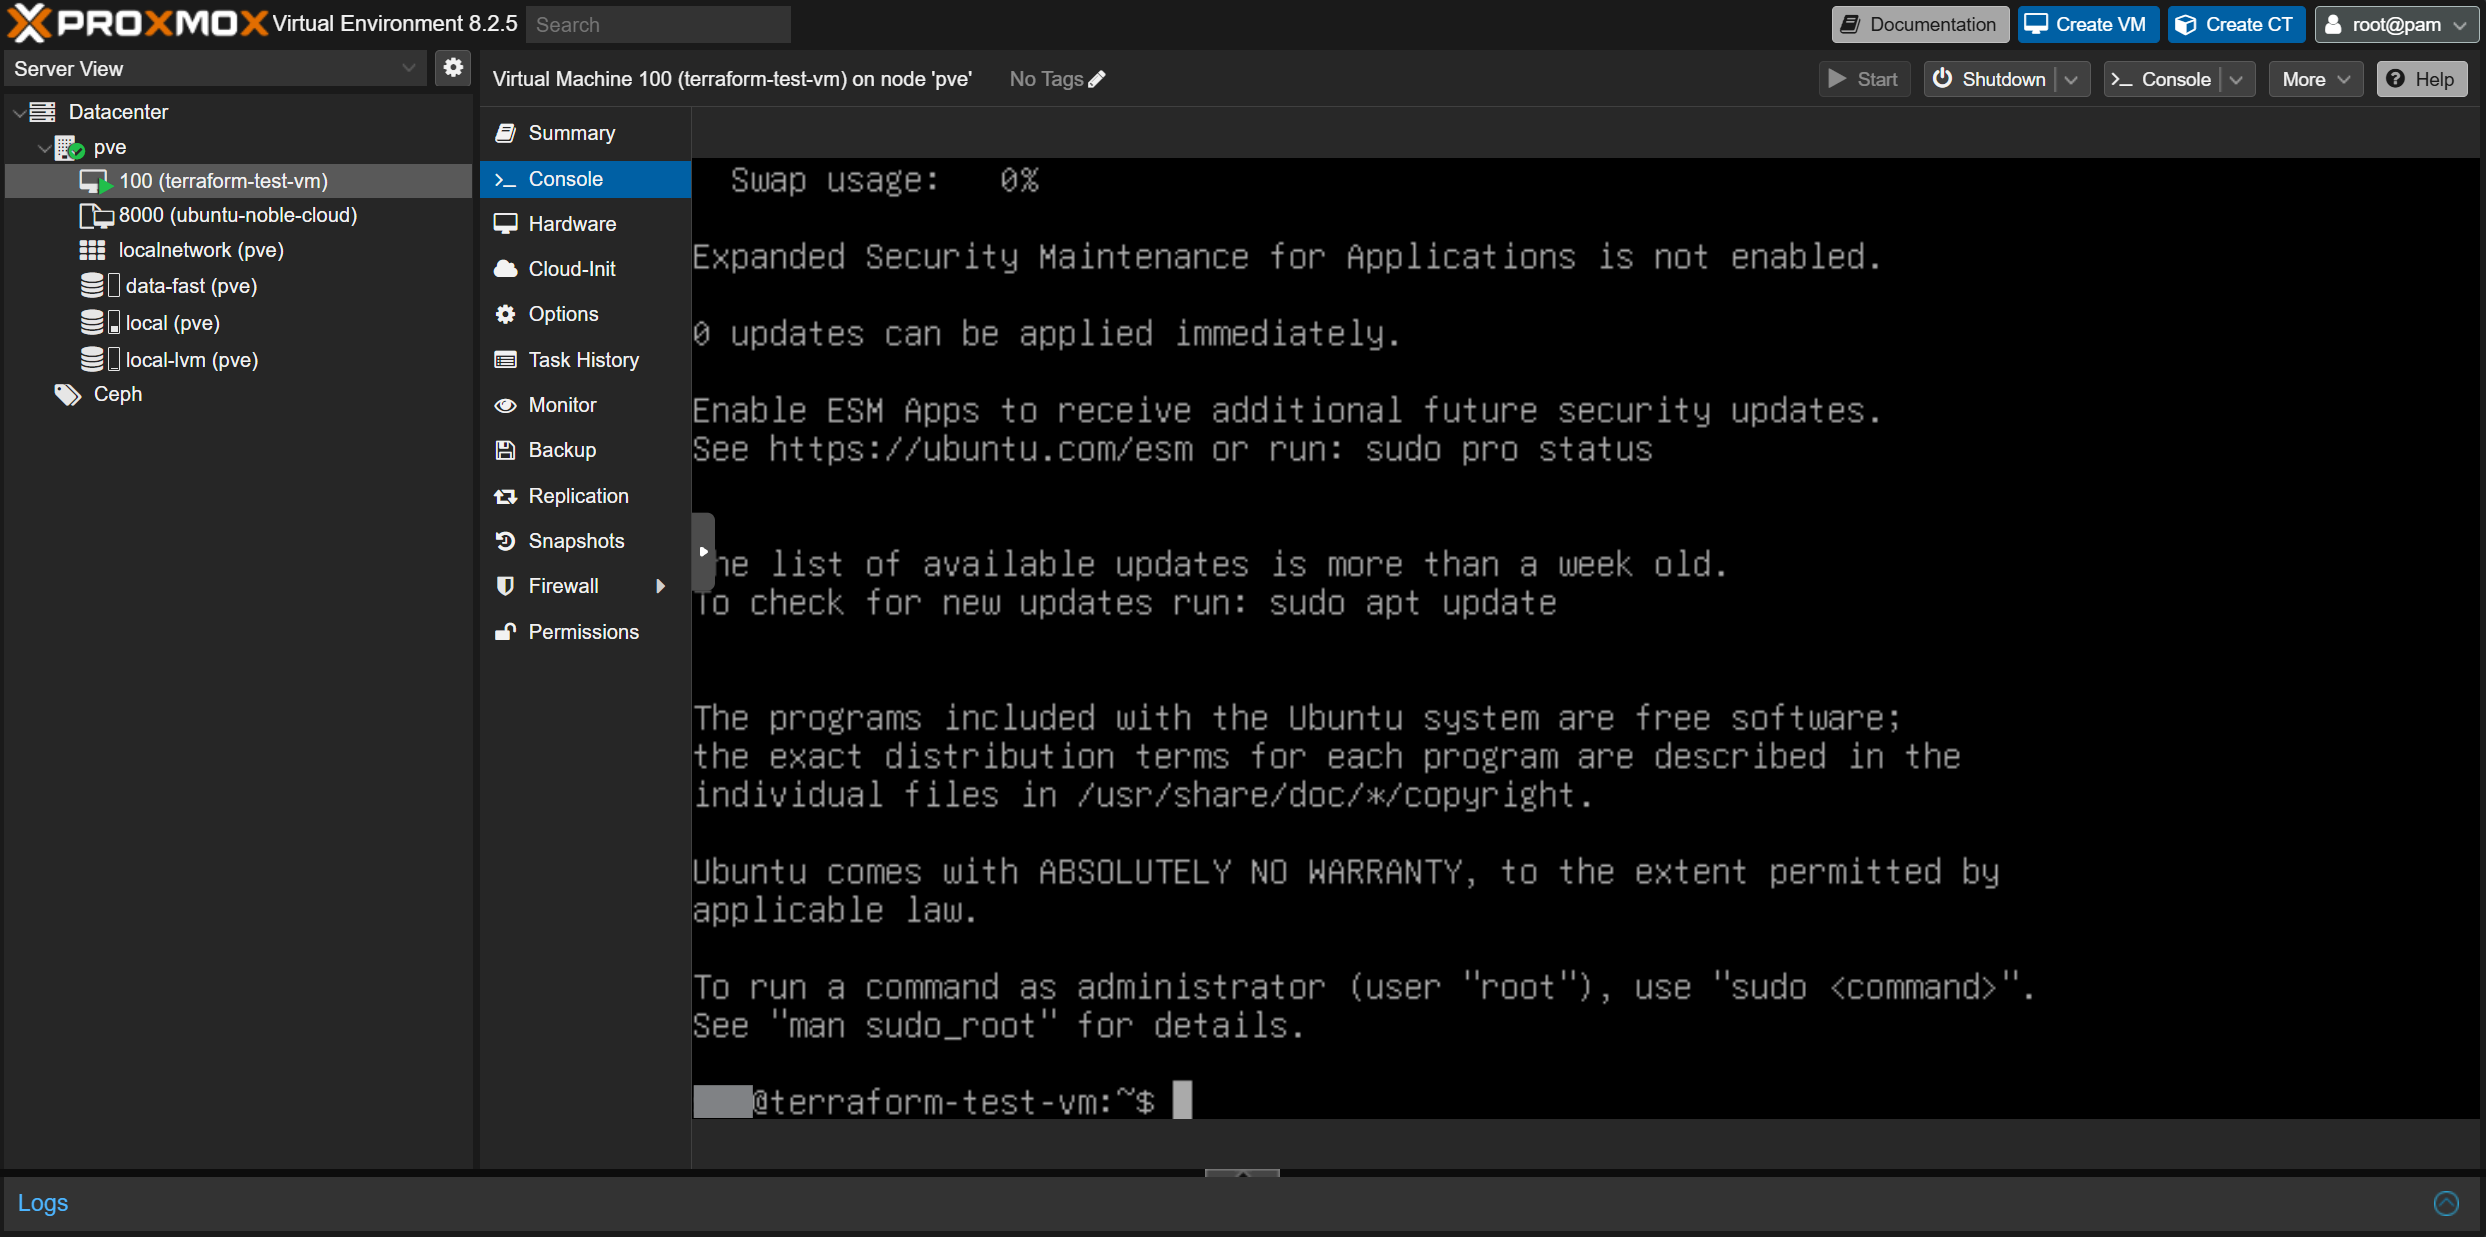 PROXMOX Virtual Environment 8.2.5 Search Documentation Create VM Create CT root@pam
Server View
Virtual Machine 100 (terraform-test-vm) on node 'pve' No Tags Start Shutdown Console More Help
Datacenter
pve
100 (terraform-test-vm)
8000 (ubuntu-noble-cloud)
localnetwork (pve)
data-fast (pve)
local (pve)
local-lvm (pve)
Ceph
Summary
Console
Hardware
Cloud-Init
Options
Task History
Monitor
Backup
Replication
Snapshots
Firewall
Permissions
Swap usage: 0%
Expanded Security Maintenance for Applications is not enabled.
0 updates can be applied immediately.
Enable ESM Apps to receive additional future security updates.
See https://ubuntu.com/esm or run: sudo pro status
he list of available updates is more than a week old.
To check for new updates run: sudo apt update
The programs included with the Ubuntu system are free software;
the exact distribution terms for each program are described in the
individual files in /usr/share/doc/*/copyright.
Ubuntu comes with ABSOLUTELY NO WARRANTY, to the extent permitted by
applicable law.
To run a command as administrator (user "root"), use "sudo <command>".
See "man sudo_root" for details.
@terraform-test-vm:~$
Logs